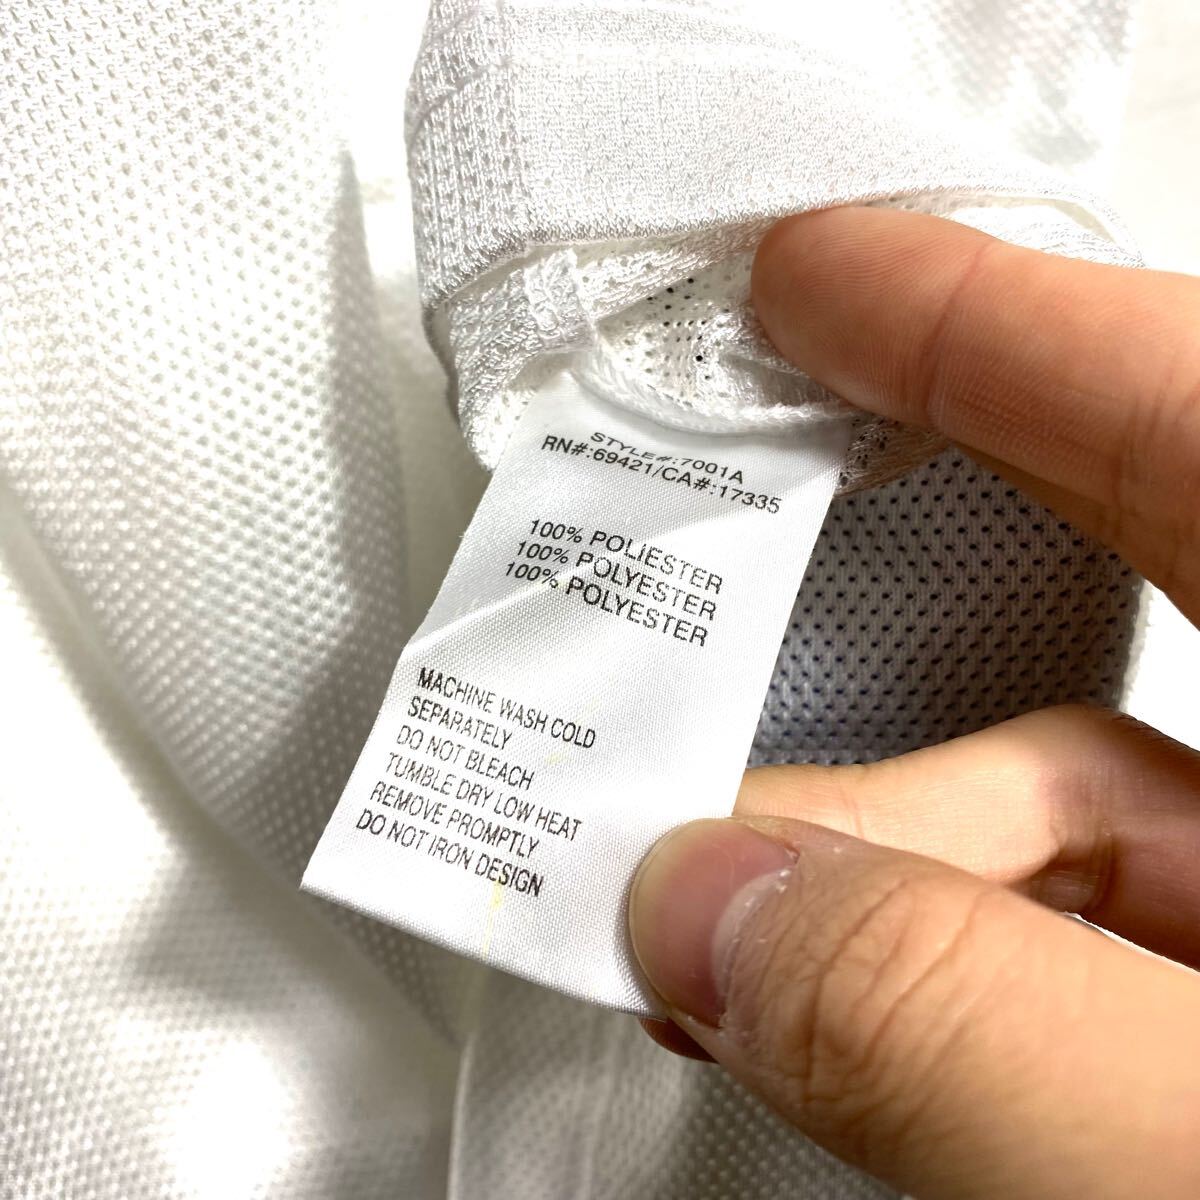 STYLE#:7001A
RN#:69421/CA#:17335
100% POLIESTER
100% POLYESTER
100% POLYESTER
MACHINE WASH COLD
SEPARATELY
DO NOT BLEACH
TUMBLE DRY LOW HEAT
REMOVE PROMPTLY
DO NOT IRON DESIGN